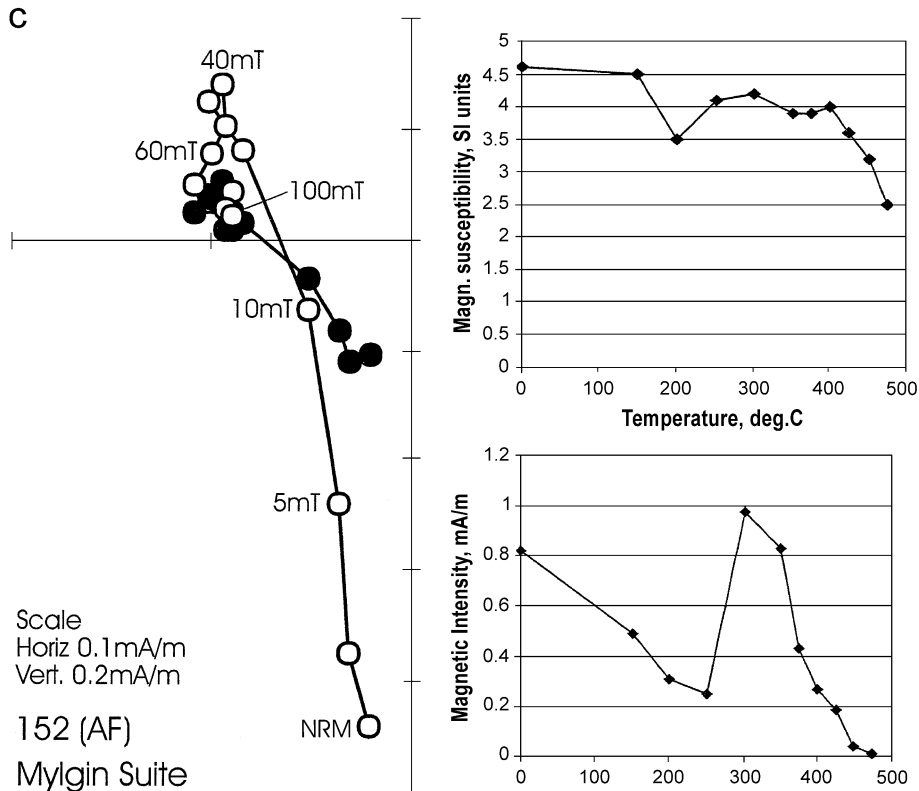 C
40mT
60mT
100mT
10mT
5mT
NRM
Scale
Horiz 0.1mA/m
Vert. 0.2mA/m
152 (AF)
Mylgin Suite
Magn. susceptibility, SI units
5
4.5
4
3.5
3
2.5
2
1.5
1
0.5
0
0 100 200 300 400 500
Temperature, deg.C
Magnetic Intensity, mA/m
1.2
1
0.8
0.6
0.4
0.2
0
0 100 200 300 400 500